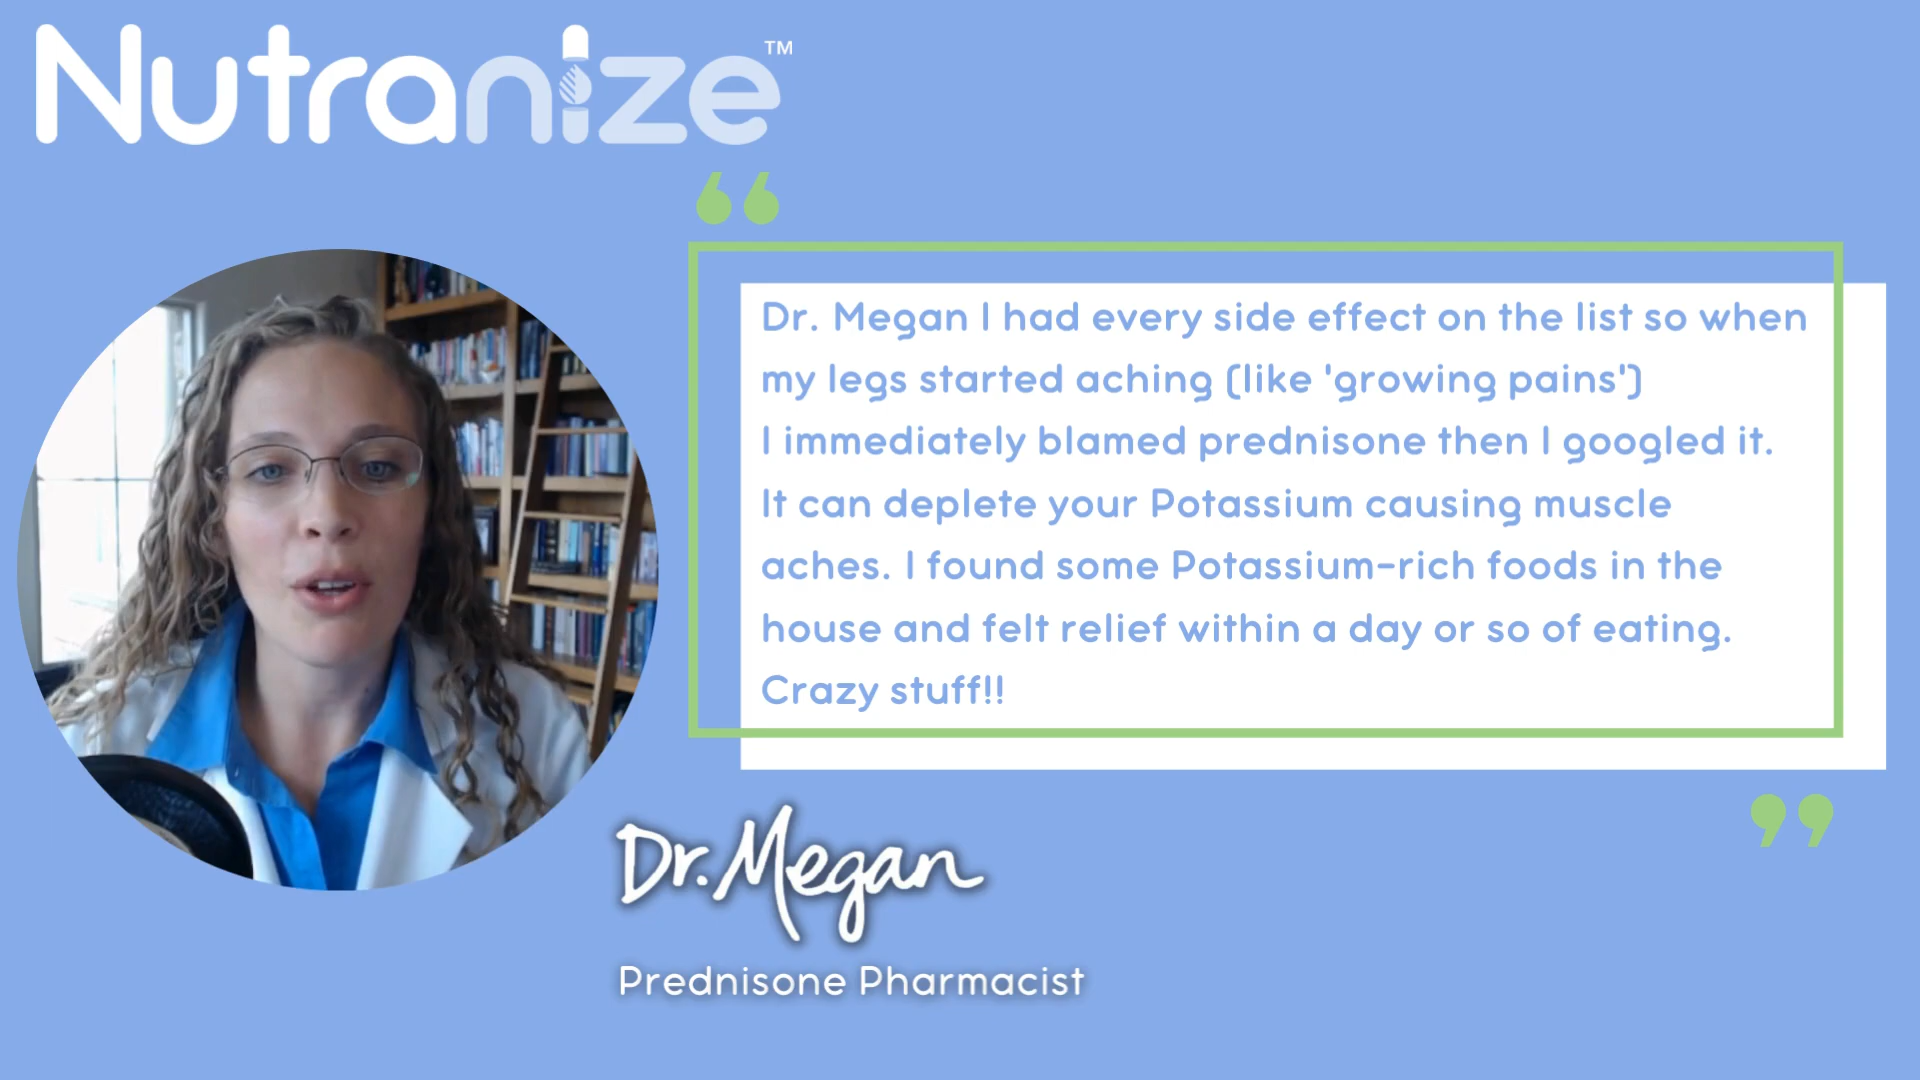 Nutranize™
“
Dr. Megan I had every side effect on the list so when
my legs started aching (like 'growing pains')
I immediately blamed prednisone then I googled it.
It can deplete your Potassium causing muscle
aches. I found some Potassium-rich foods in the
house and felt relief within a day or so of eating.
Crazy stuff!!
”
Dr. Megan
Prednisone Pharmacist